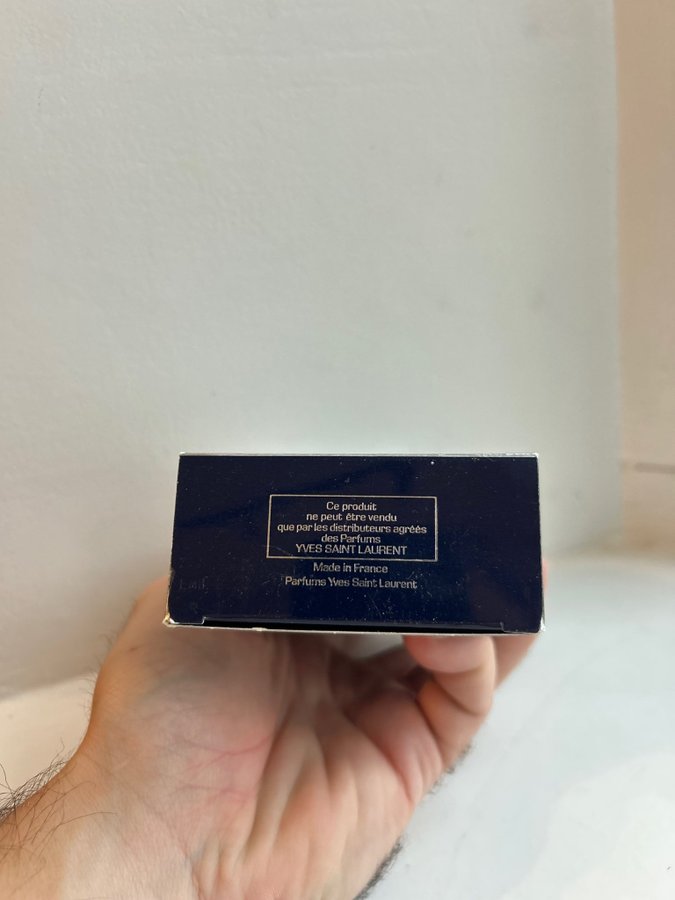 Ce produit
ne peut être vendu
que par les distributeurs agréés
des Parfums
YVES SAINT LAURENT
Made in France
Parfums Yves Saint Laurent